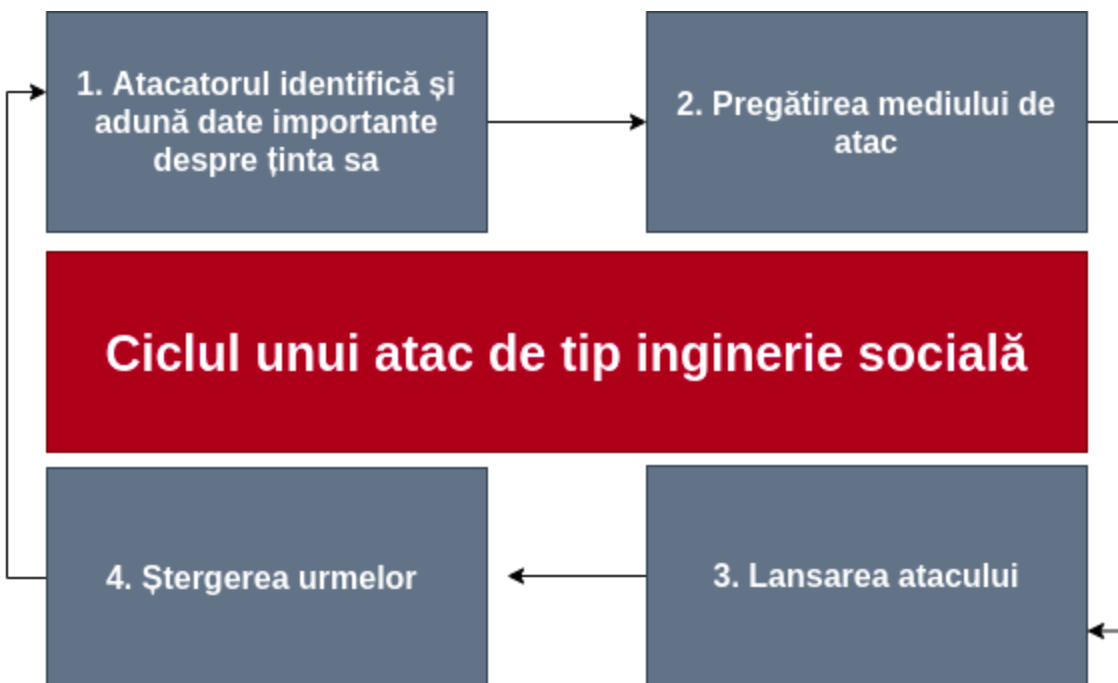 1. Atacatorul identifică și
adună date importante
despre ținta sa
2. Pregătirea mediului de
atac
Ciclul unui atac de tip inginerie socială
4. Ștergerea urmelor
3. Lansarea atacului